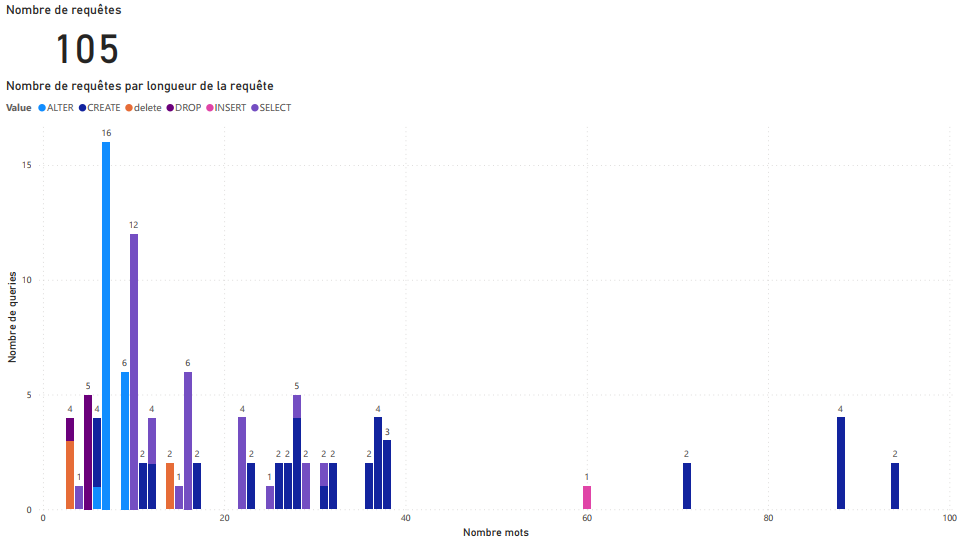 Nombre de requêtes
105
Nombre de requêtes par longueur de la requête
Value ALTER CREATE delete DROP INSERT SELECT
16
15
12
10
6 6
5 5 5
4 4 4 4 4 4
3
2 2 2 2 2 2 2 2 2 2 2 2
1 1 1 1
0
0 20 40 60 80 100
Nombre de queries
Nombre mots